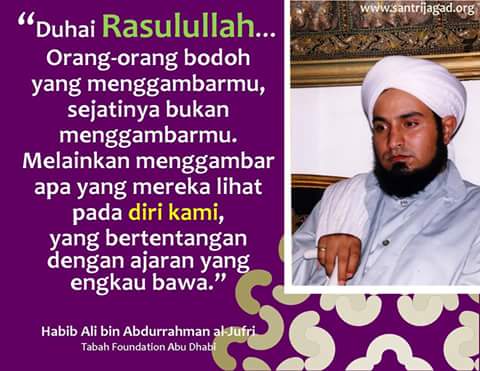 www.santrijagad.org
“Duhai Rasulullah...
Orang-orang bodoh
yang menggambarmu,
sejatinya bukan
menggambarmu.
Melainkan menggambar
apa yang mereka lihat
pada diri kami,
yang bertentangan
dengan ajaran yang
engkau bawa.”
Habib Ali bin Abdurrahman al-Jufri
Tabah Foundation Abu Dhabi